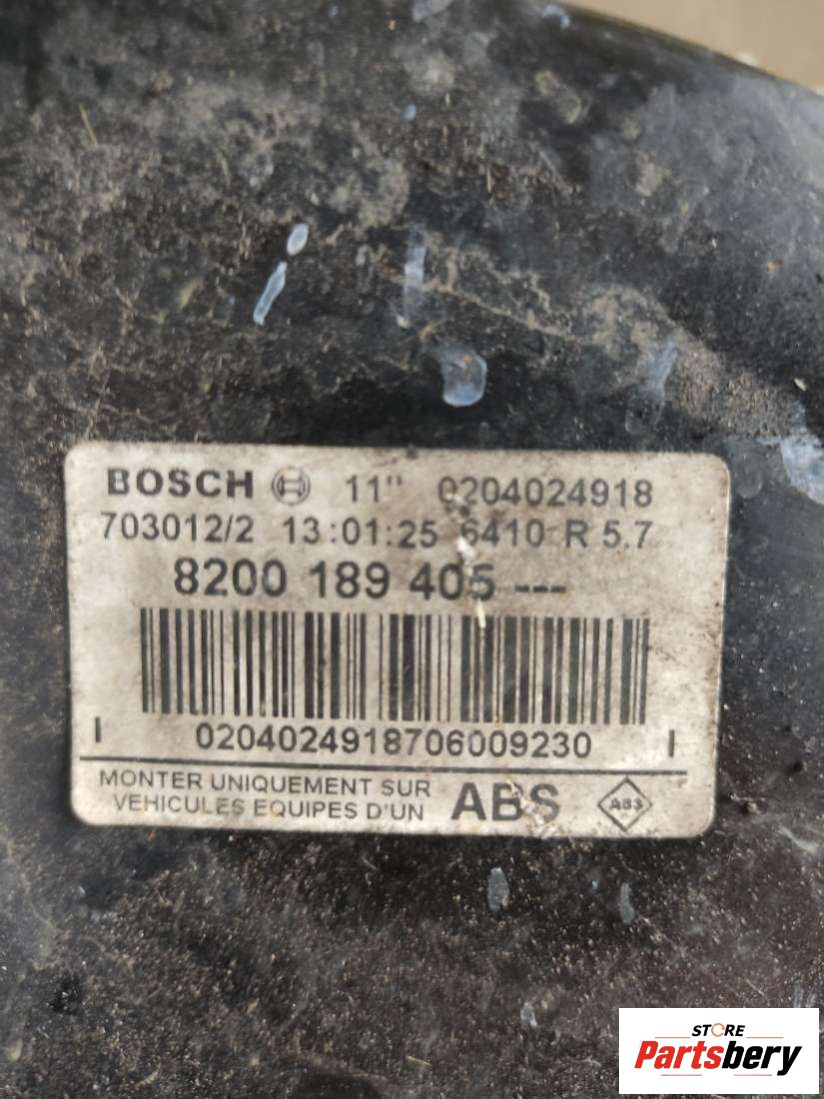 BOSCH 11" 0204024918
703012/2 13:01:25 6410 R 5.7
8200 189 405 ---
I 0204024918706009230 I
MONTER UNIQUEMENT SUR
VEHICULES EQUIPES D'UN ABS ABS
STORE
Partsbery